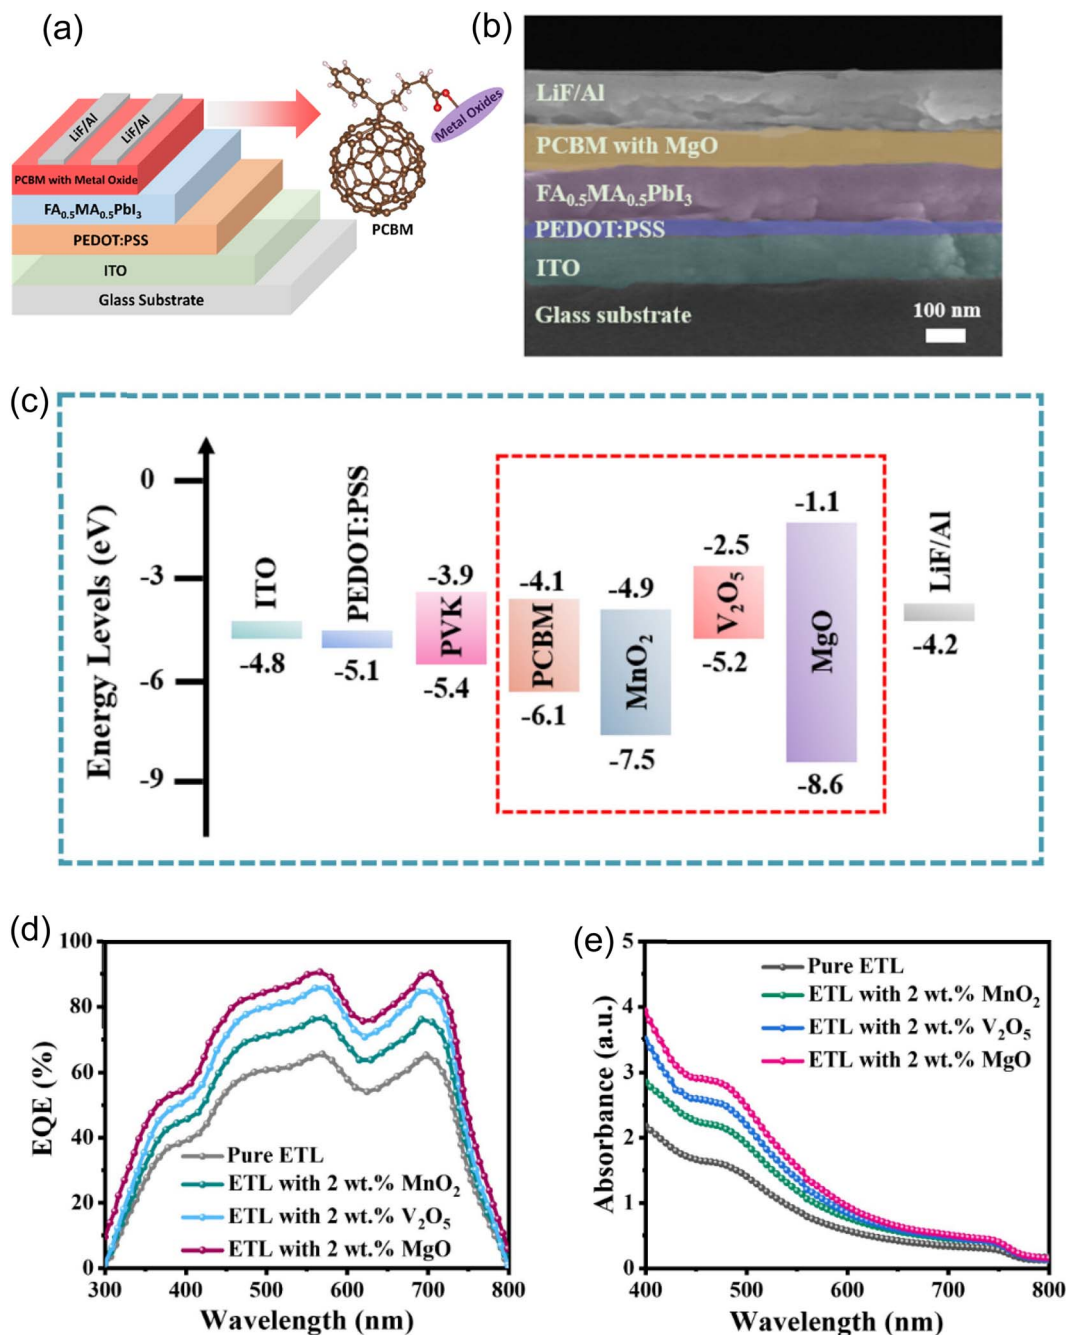 (a)
LiF/Al
LiF/Al
PCBM with Metal Oxide
FA0.5MA0.5PbI3
PEDOT:PSS
ITO
Glass Substrate
Metal Oxides
PCBM
(b)
LiF/Al
PCBM with MgO
FA0.5MA0.5PbI3
PEDOT:PSS
ITO
Glass substrate
100 nm
(c)
Energy Levels (eV)
0
-3
-6
-9
ITO
-4.8
PEDOT:PSS
-5.1
-3.9
PVK
-5.4
-4.1
PCBM
-6.1
-4.9
MnO2
-7.5
-2.5
V2O5
-5.2
-1.1
MgO
-8.6
LiF/Al
-4.2
(d)
EQE (%)
100
80
60
40
20
0
Pure ETL
ETL with 2 wt.% MnO2
ETL with 2 wt.% V2O5
ETL with 2 wt.% MgO
300 400 500 600 700 800
Wavelength (nm)
(e)
Absorbance (a.u.)
5
4
3
2
1
0
Pure ETL
ETL with 2 wt.% MnO2
ETL with 2 wt.% V2O5
ETL with 2 wt.% MgO
400 500 600 700 800
Wavelength (nm)